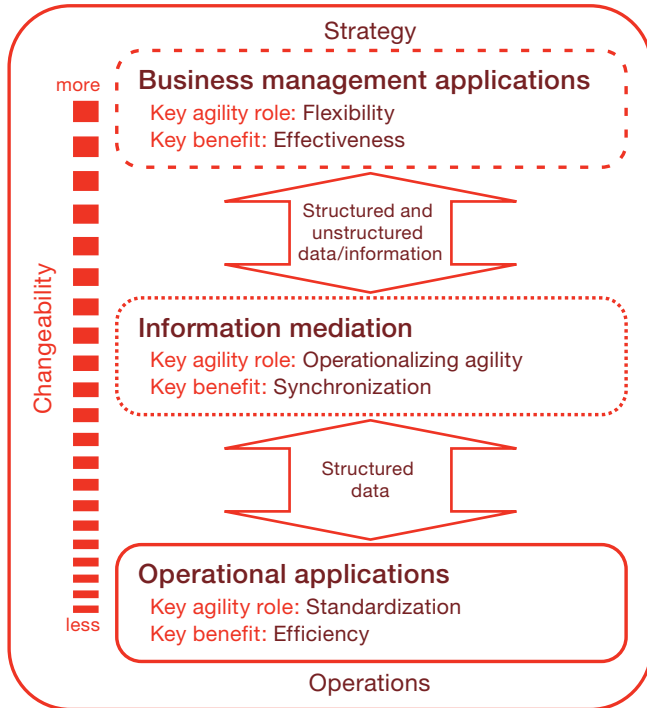 Strategy
more
Business management applications
Key agility role: Flexibility
Key benefit: Effectiveness
Structured and
unstructured
data/information
Changeability
Information mediation
Key agility role: Operationalizing agility
Key benefit: Synchronization
Structured
data
Operational applications
Key agility role: Standardization
Key benefit: Efficiency
less
Operations